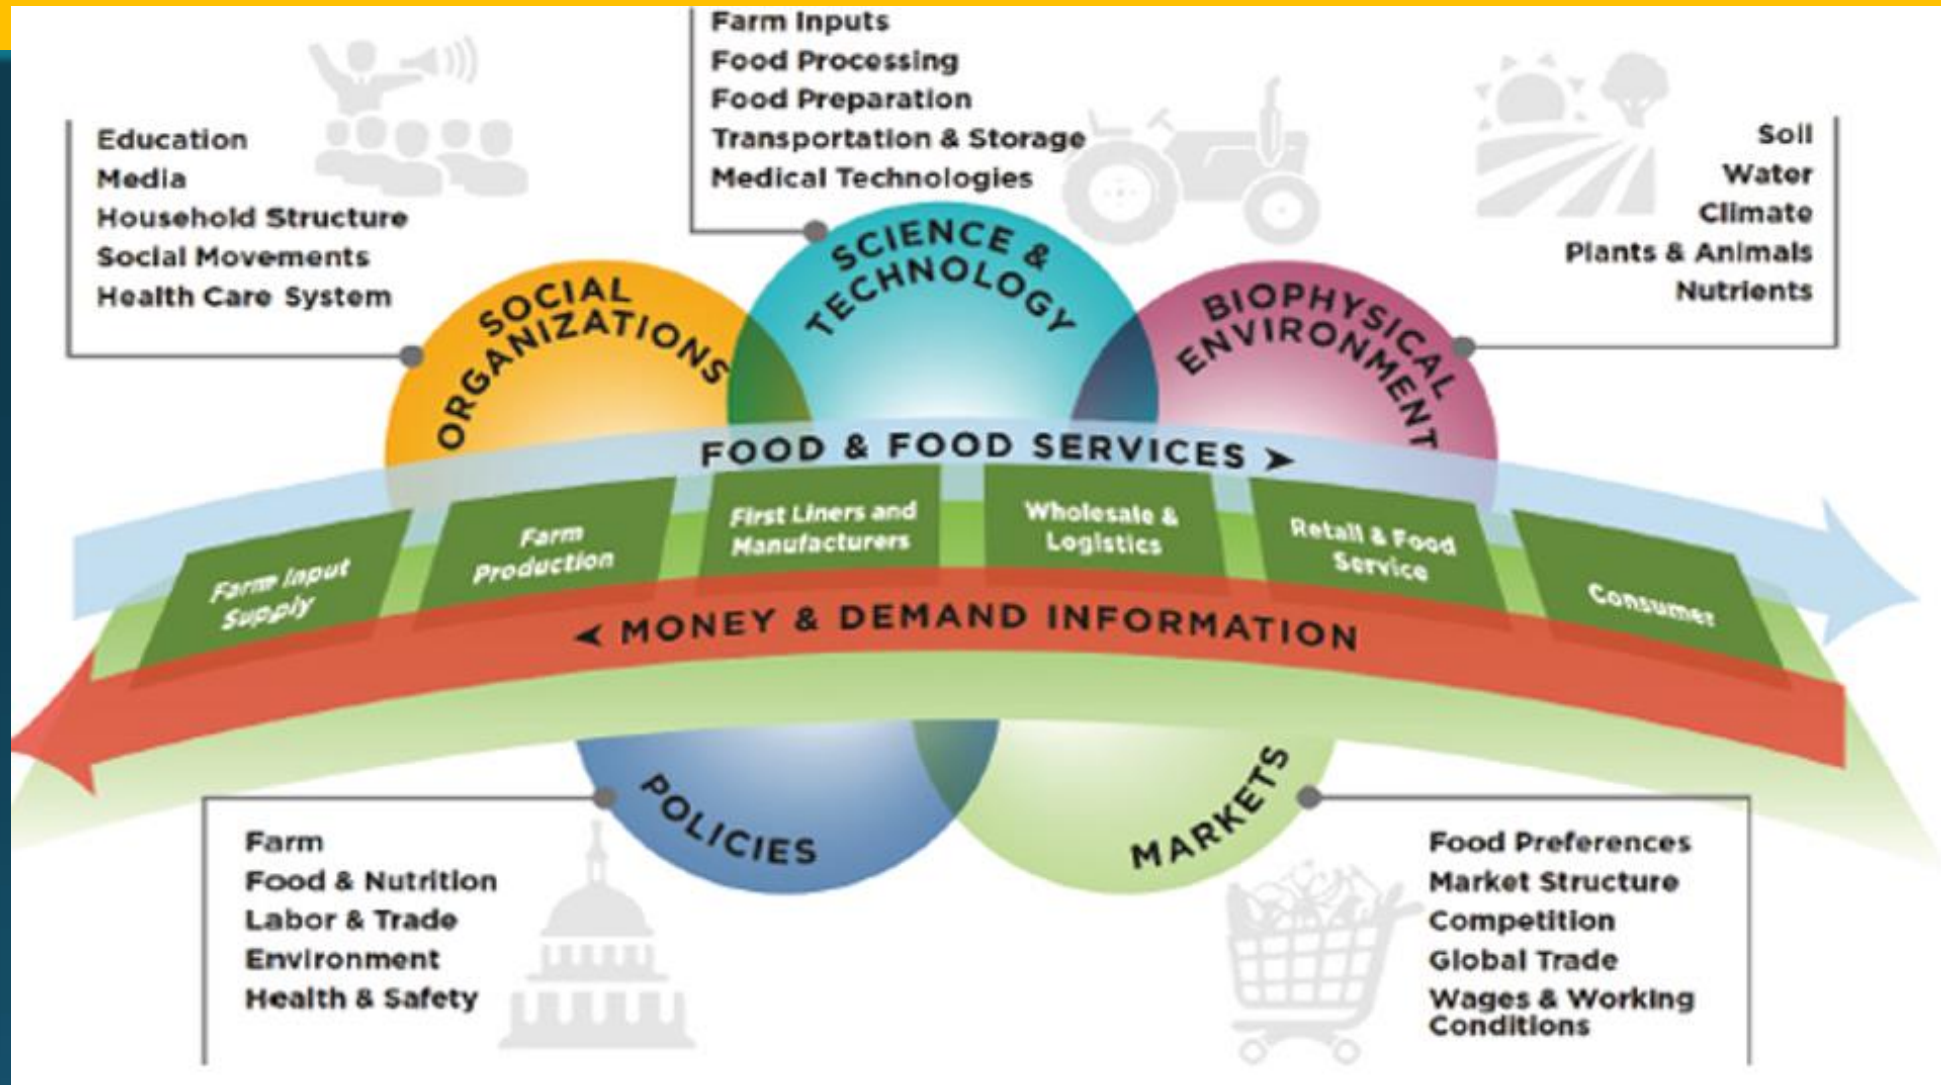 Farm Inputs
Food Processing
Food Preparation
Transportation & Storage
Medical Technologies
Education
Media
Household Structure
Social Movements
Health Care System
Soil
Water
Climate
Plants & Animals
Nutrients
SOCIAL
ORGANIZATIONS
SCIENCE &
TECHNOLOGY
BIOPHYSICAL
ENVIRONMENT
FOOD & FOOD SERVICES
Farm Input
Supply
Farm
Production
First Liners and
Manufacturers
Wholesale &
Logistics
Retail & Food
Service
Consumer
MONEY & DEMAND INFORMATION
POLICIES
MARKETS
Farm
Food & Nutrition
Labor & Trade
Environment
Health & Safety
Food Preferences
Market Structure
Competition
Global Trade
Wages & Working
Conditions